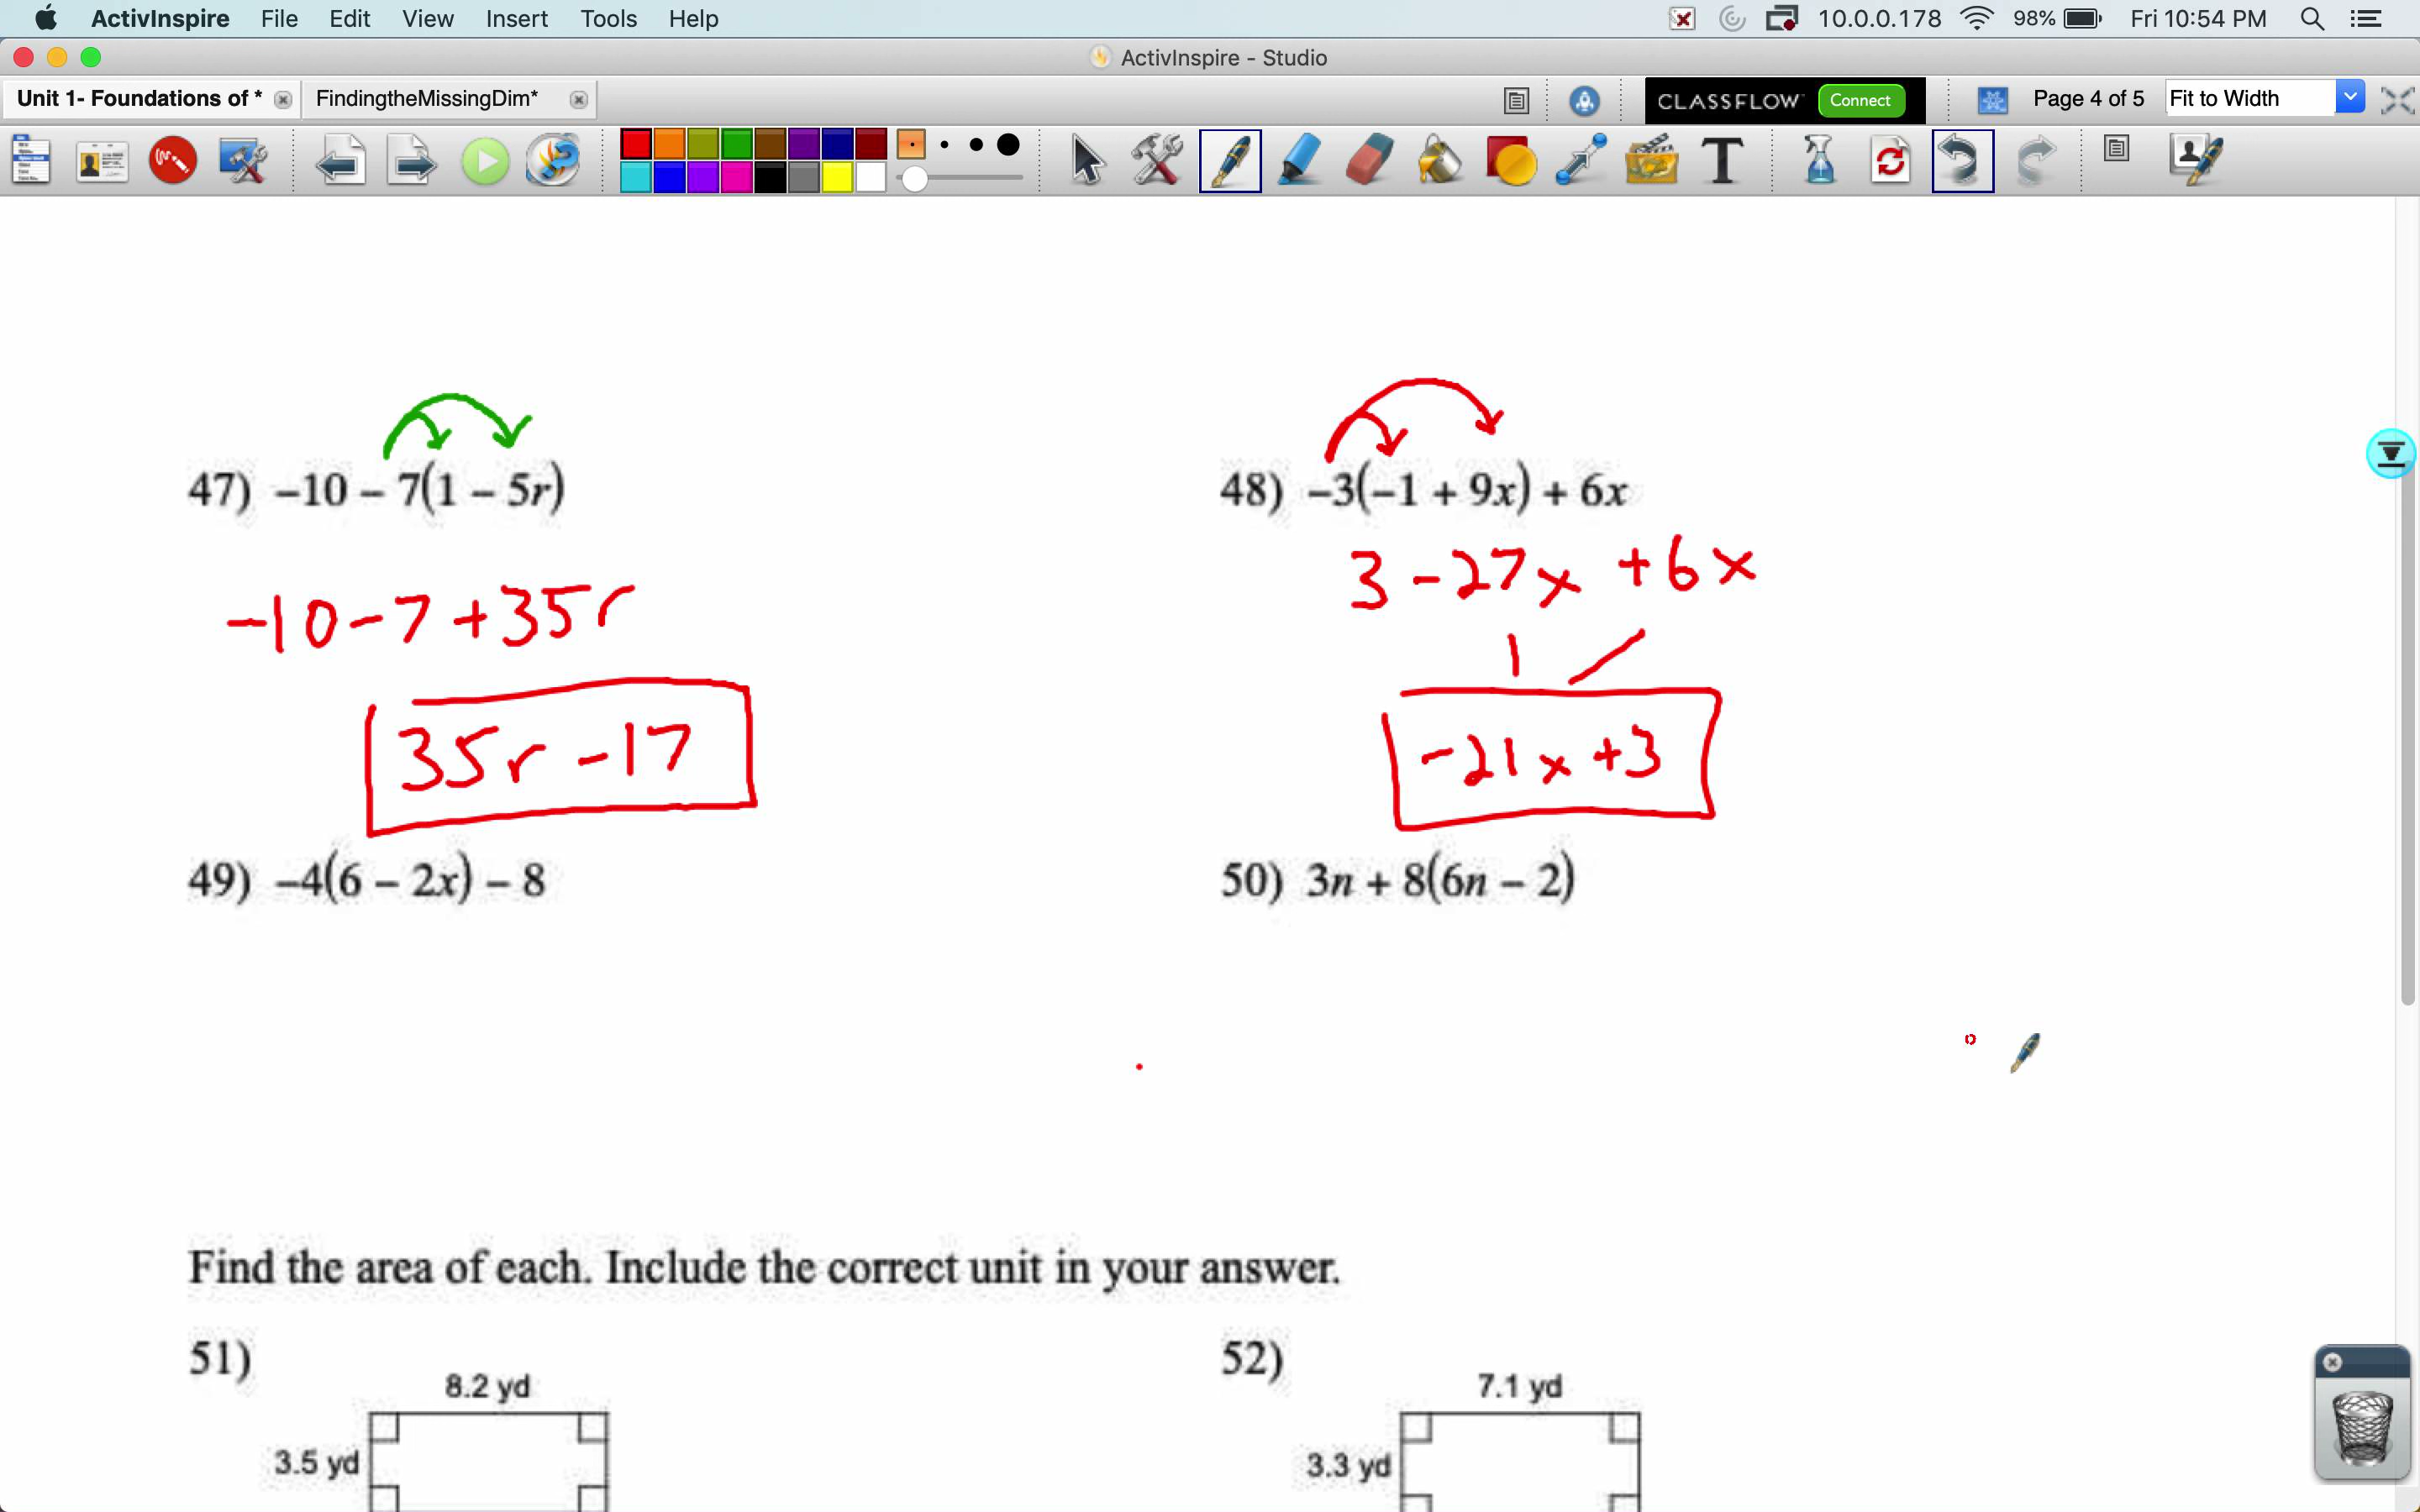 ActivInspire File Edit View Insert Tools Help 10.0.0.178 98% Fri 10:54 PM
ActivInspire - Studio
Unit 1- Foundations of * FindingtheMissingDim* CLASSFLOW Connect Page 4 of 5 Fit to Width
T
47) −10 − 7(1 − 5r)
-10-7+35r
35r -17
48) −3(−1 + 9x) + 6x
3 -27x +6x
-21x +3
49) −4(6 − 2x) − 8
50) 3n + 8(6n − 2)
Find the area of each. Include the correct unit in your answer.
51)
8.2 yd
3.5 yd
52)
7.1 yd
3.3 yd